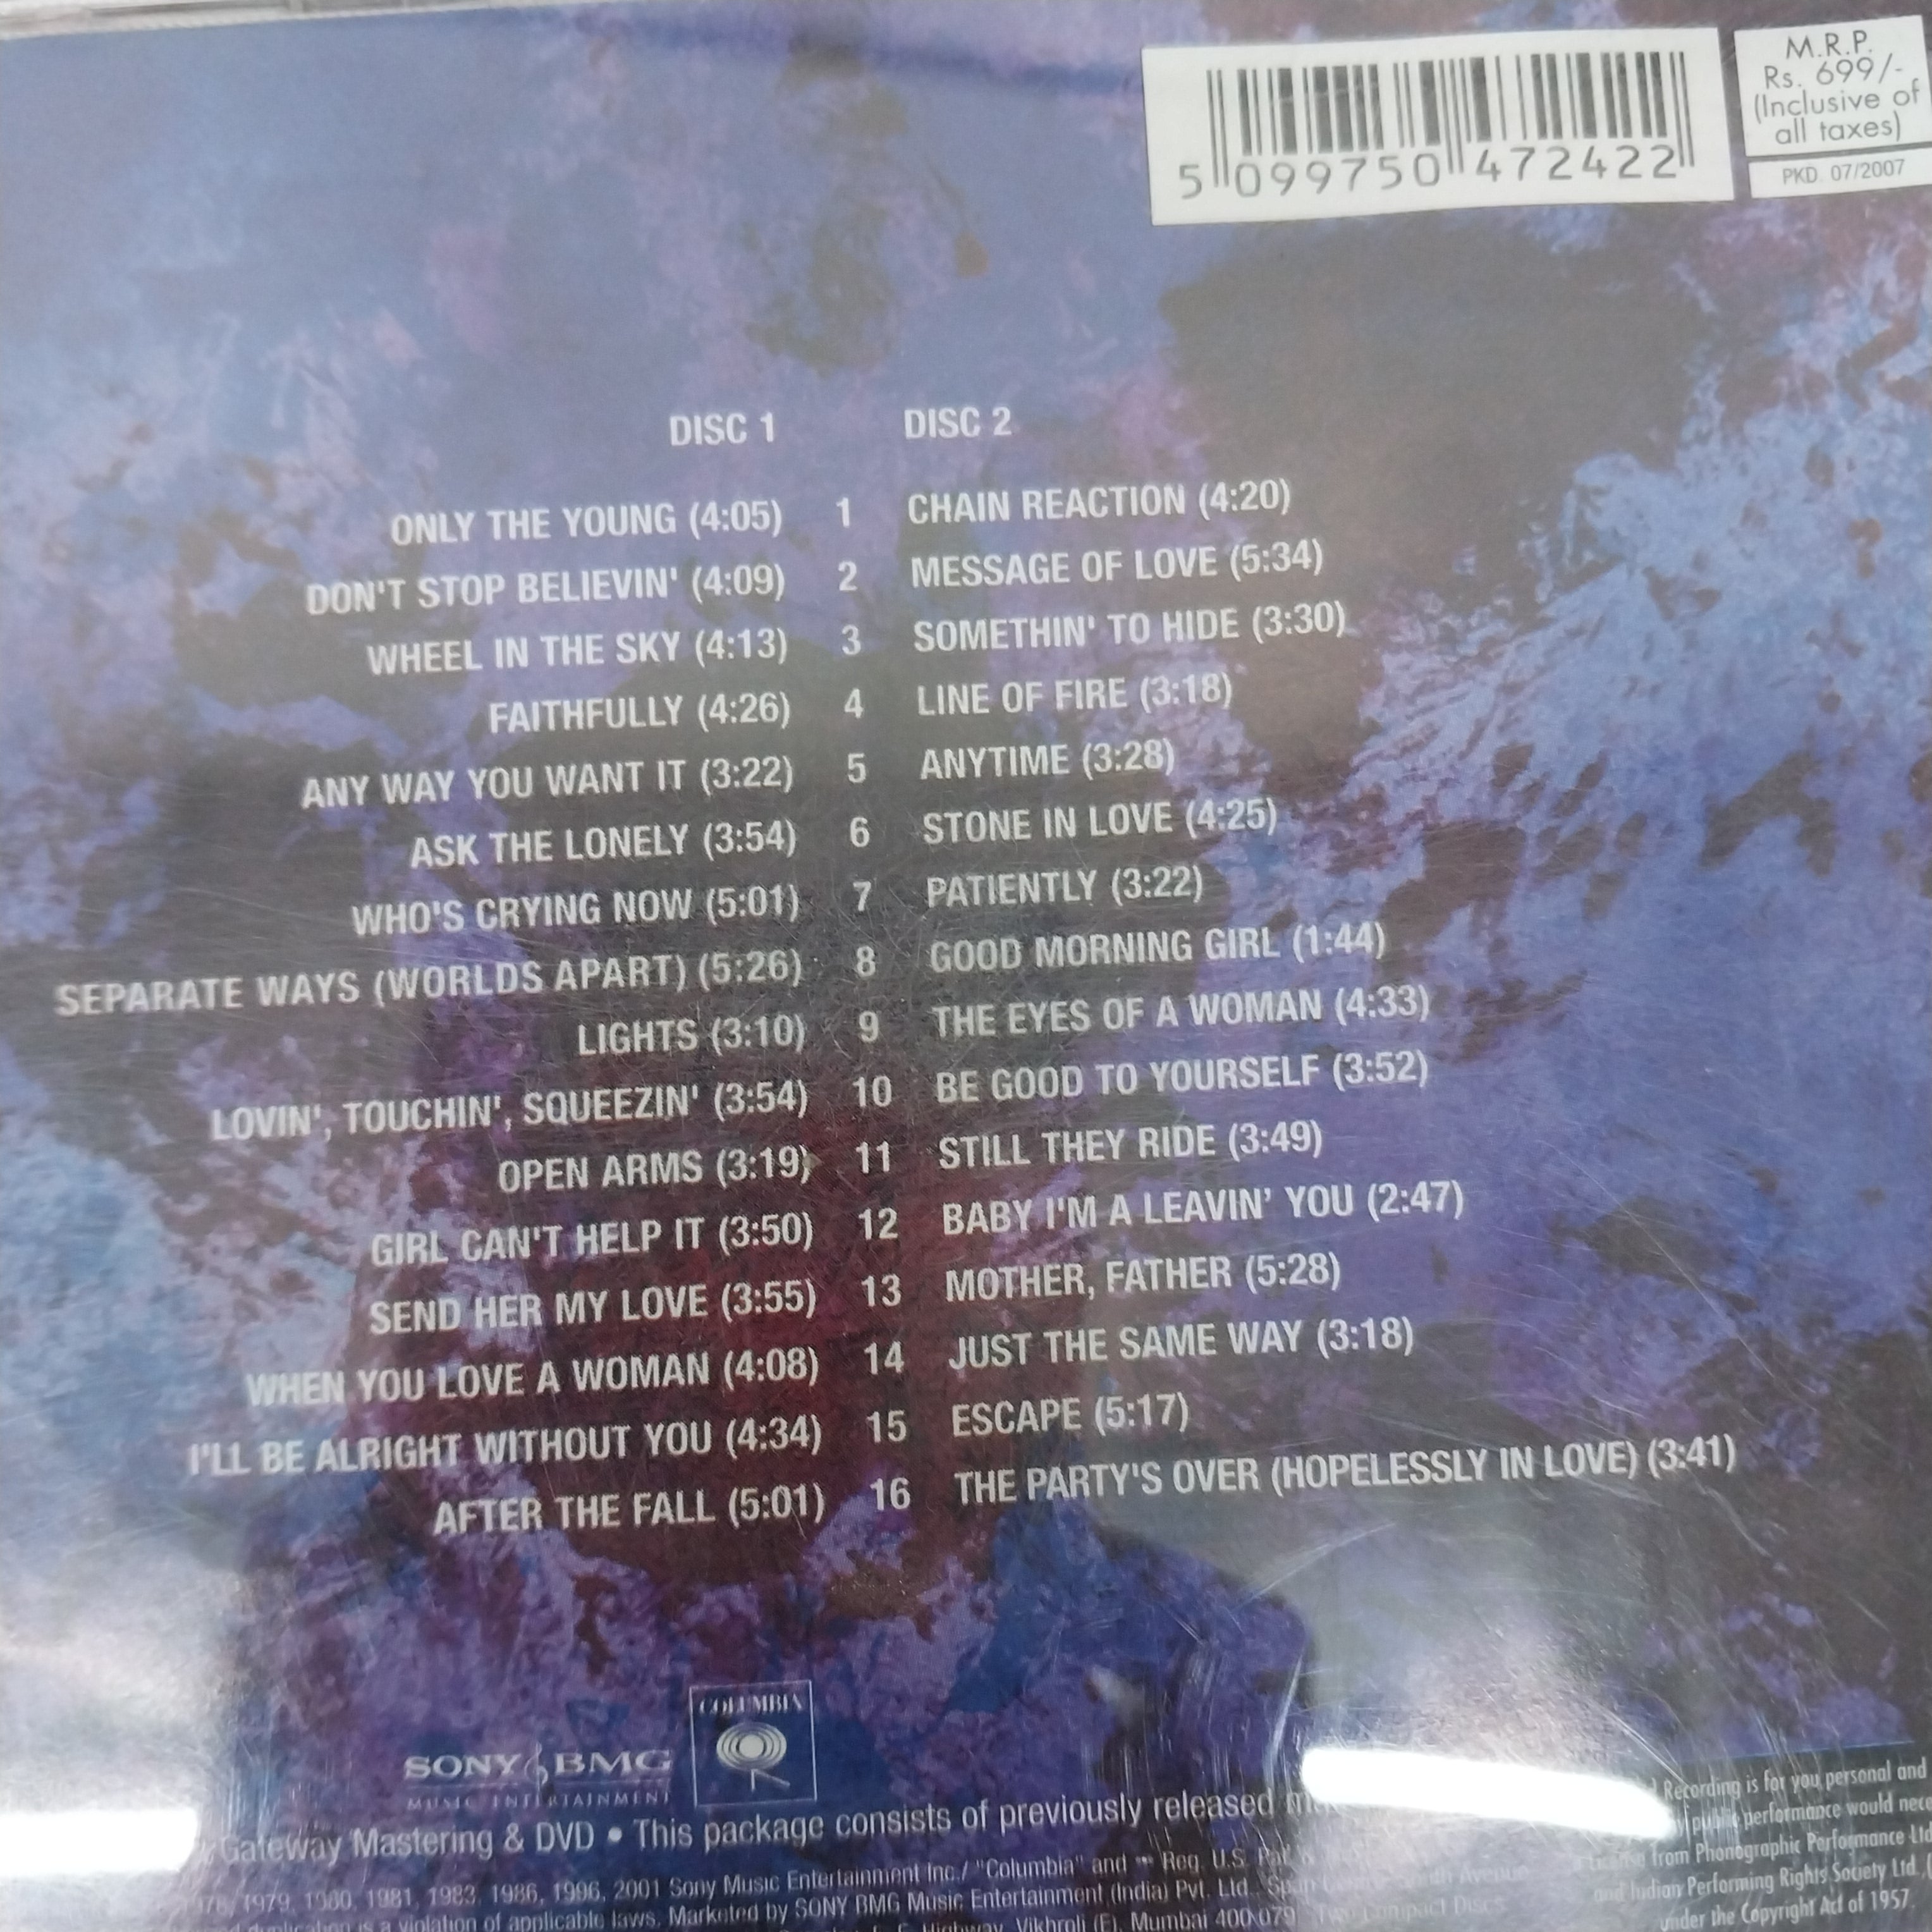 M.R.P.
Rs. 699/-
(Inclusive of
all taxes)
PKD. 07/2007
5 099750 472422
DISC 1 DISC 2
ONLY THE YOUNG (4:05) 1 CHAIN REACTION (4:20)
DON'T STOP BELIEVIN' (4:09) 2 MESSAGE OF LOVE (5:34)
WHEEL IN THE SKY (4:13) 3 SOMETHIN' TO HIDE (3:30)
FAITHFULLY (4:26) 4 LINE OF FIRE (3:18)
ANY WAY YOU WANT IT (3:22) 5 ANYTIME (3:28)
ASK THE LONELY (3:54) 6 STONE IN LOVE (4:25)
WHO'S CRYING NOW (5:01) 7 PATIENTLY (3:22)
SEPARATE WAYS (WORLDS APART) (5:26) 8 GOOD MORNING GIRL (1:44)
LIGHTS (3:10) 9 THE EYES OF A WOMAN (4:33)
LOVIN', TOUCHIN', SQUEEZIN' (3:54) 10 BE GOOD TO YOURSELF (3:52)
OPEN ARMS (3:19) 11 STILL THEY RIDE (3:49)
GIRL CAN'T HELP IT (3:50) 12 BABY I'M A LEAVIN' YOU (2:47)
SEND HER MY LOVE (3:55) 13 MOTHER, FATHER (5:28)
WHEN YOU LOVE A WOMAN (4:08) 14 JUST THE SAME WAY (3:18)
I'LL BE ALRIGHT WITHOUT YOU (4:34) 15 ESCAPE (5:17)
AFTER THE FALL (5:01) 16 THE PARTY'S OVER (HOPELESSLY IN LOVE) (3:41)
COLUMBIA
SONY BMG
MUSIC ENTERTAINMENT
Gateway Mastering & DVD • This package consists of previously released
1979, 1980, 1981, 1983, 1986, 1996, 2001 Sony Music Entertainment Inc./ "Columbia" and Reg. U.S.
is a violation of applicable laws. Marketed by SONY BMG Music Entertainment (India) Pvt. Ltd.
Highway, Vikhroli (E), Mumbai 400 079 Two Compact Discs
Recording is for you personal and
public performance would
from Phonographic Performance Ltd
and Indian Performing Rights Society Ltd.
under the Copyright Act of 1957